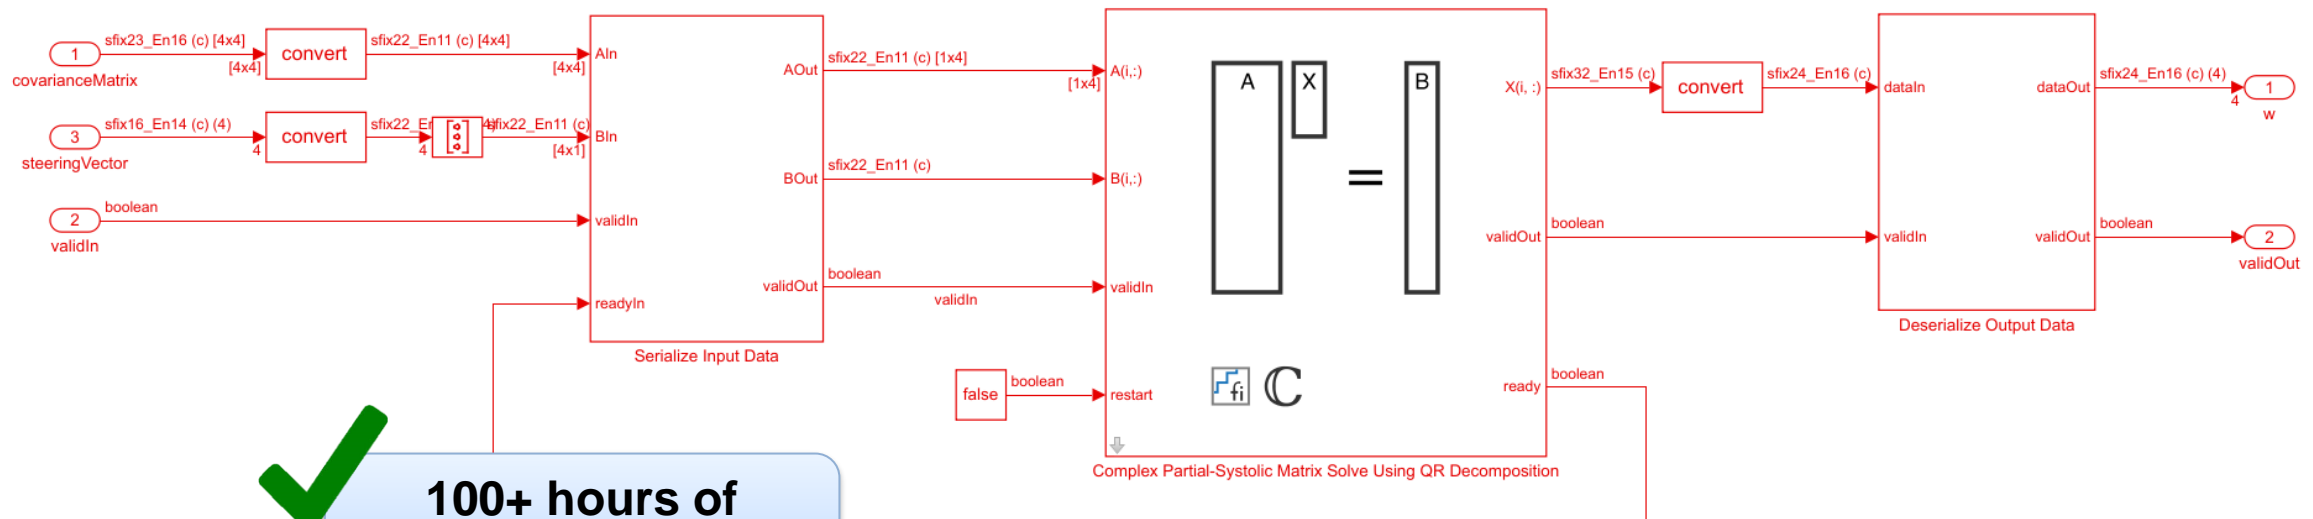 1
sfix23_En16 (c) [4x4]
[4x4]
covarianceMatrix
convert
sfix22_En11 (c) [4x4]
[4x4]
AIn
3
sfix16_En14 (c) (4)
4
steeringVector
convert
4
sfix22_En11 (c)
[4x1]
BIn
2
boolean
validIn
validIn
readyIn
AOut
BOut
validOut
Serialize Input Data
sfix22_En11 (c) [1x4]
[1x4]
sfix22_En11 (c)
boolean
validIn
false
boolean
A(i,:)
B(i,:)
validIn
restart
A
X
=
B
fi
ℂ
X(i, :)
validOut
ready
Complex Partial-Systolic Matrix Solve Using QR Decomposition
sfix32_En15 (c)
convert
sfix24_En16 (c)
boolean
boolean
dataIn
validIn
dataOut
validOut
Deserialize Output Data
sfix24_En16 (c) (4)
4
1
w
boolean
2
validOut
100+ hours of